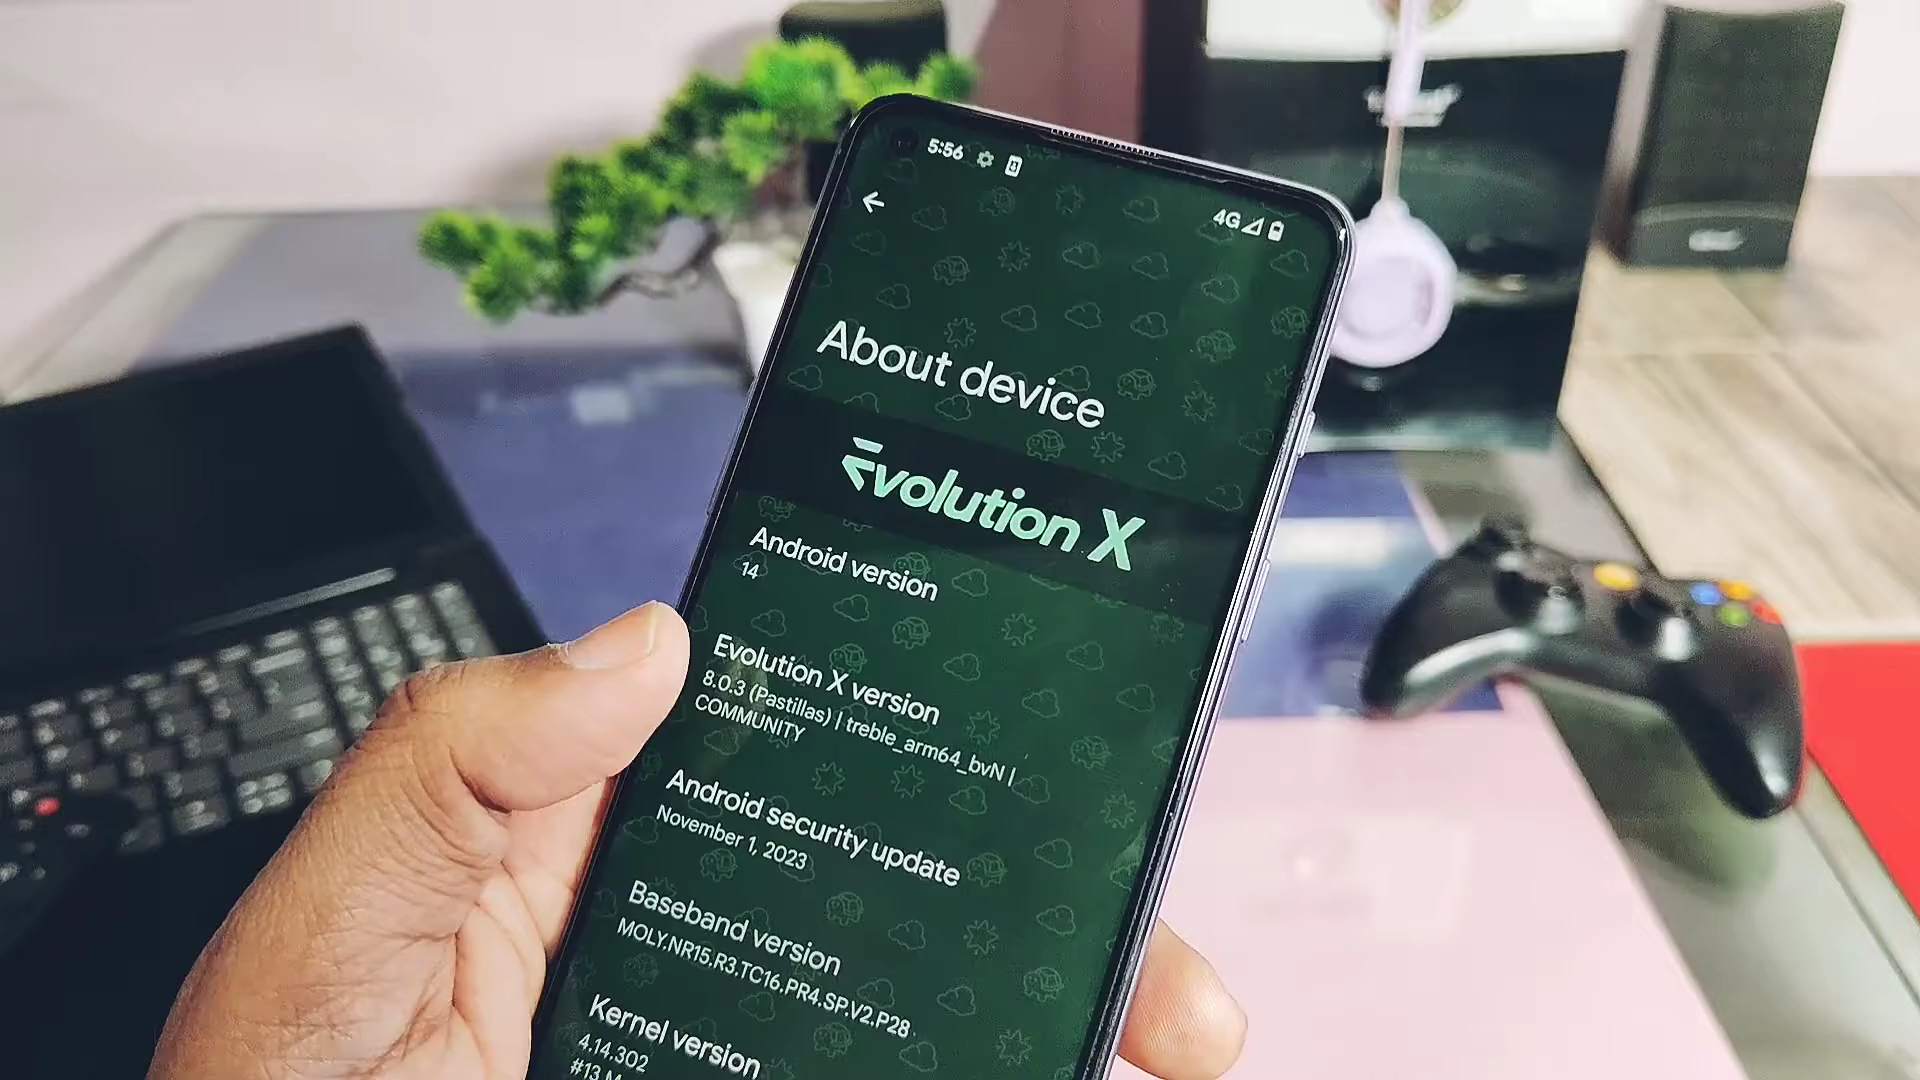 5:56
4G
About device
Evolution X
Android version
14
Evolution X version
8.0.3 (Pastillas) | treble_arm64_bvN |
COMMUNITY
Android security update
November 1, 2023
Baseband version
MOLY.NR15.R3.TC16.PR4.SP.V2.P28
Kernel version
4.14.302
#13